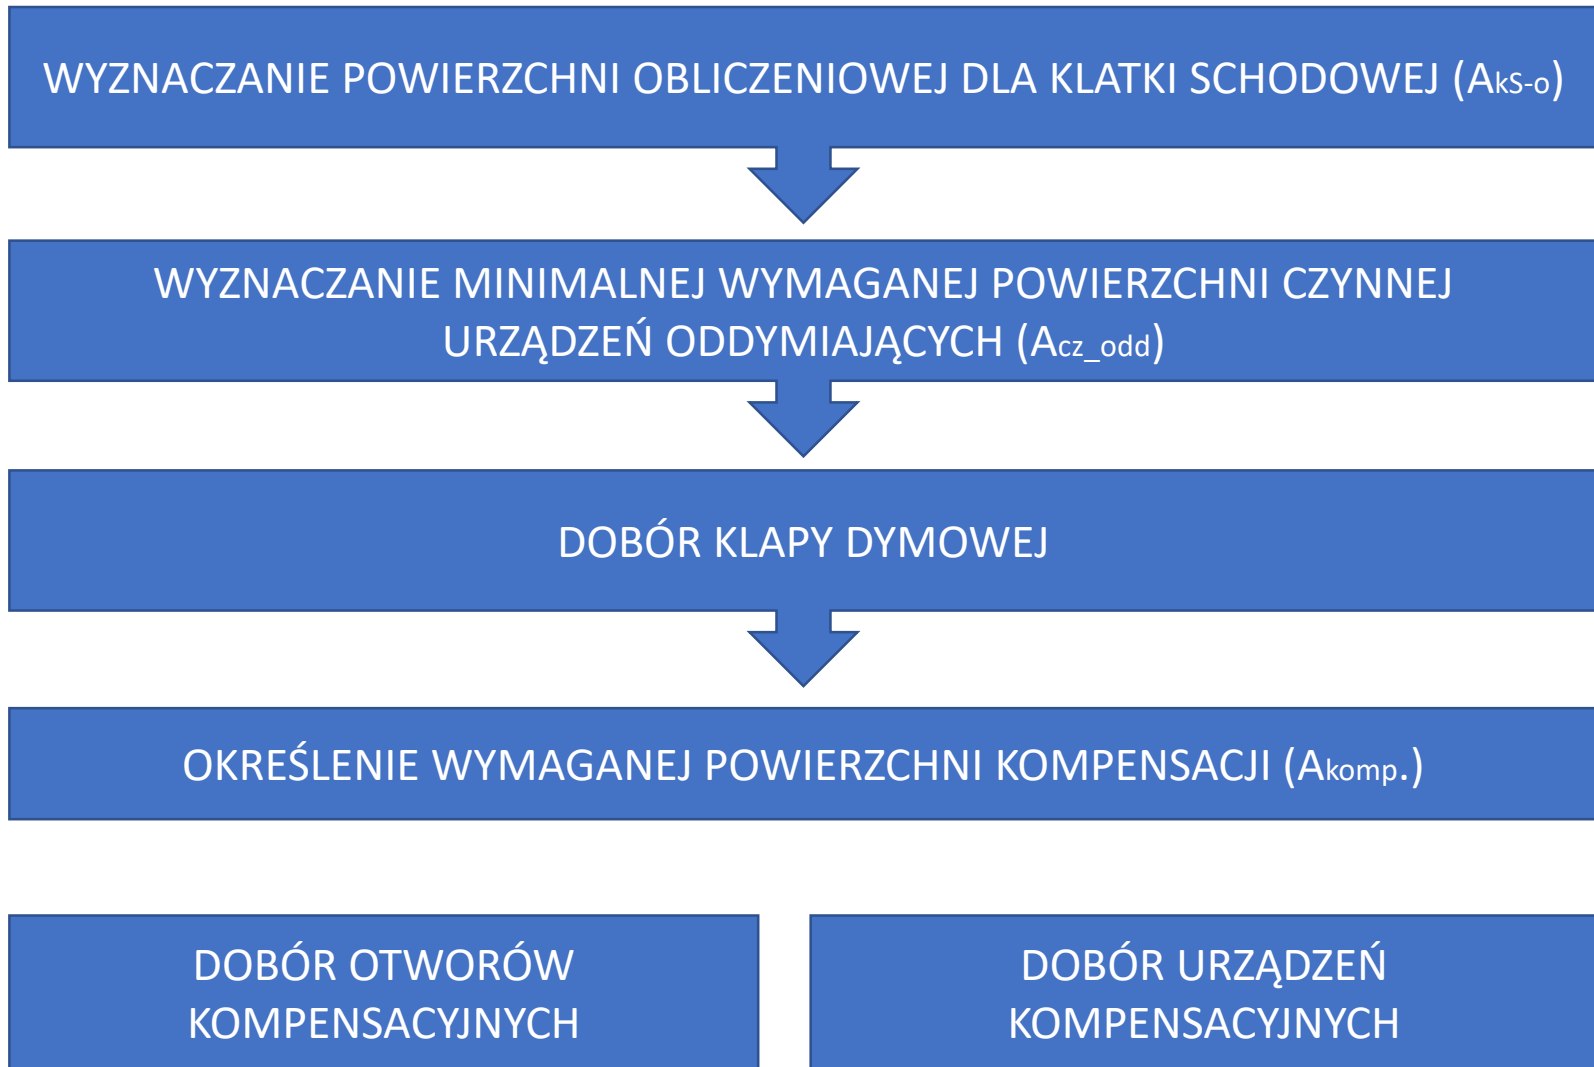 WYZNACZANIE POWIERZCHNI OBLICZENIOWEJ DLA KLATKI SCHODOWEJ (AkS-o)
WYZNACZANIE MINIMALNEJ WYMAGANEJ POWIERZCHNI CZYNNEJ
URZĄDZEŃ ODDYMIAJĄCYCH (Acz_odd)
DOBÓR KLAPY DYMOWEJ
OKREŚLENIE WYMAGANEJ POWIERZCHNI KOMPENSACJI (Akomp.)
DOBÓR OTWORÓW
KOMPENSACYJNYCH
DOBÓR URZĄDZEŃ
KOMPENSACYJNYCH